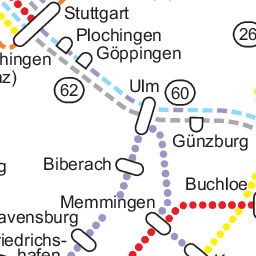 Stuttgart
Plochingen
Göppingen
26
hingen
z)
62
Ulm
60
Günzburg
g
Biberach
Buchloe
Memmingen
avensburg
iedrichs-
hafen